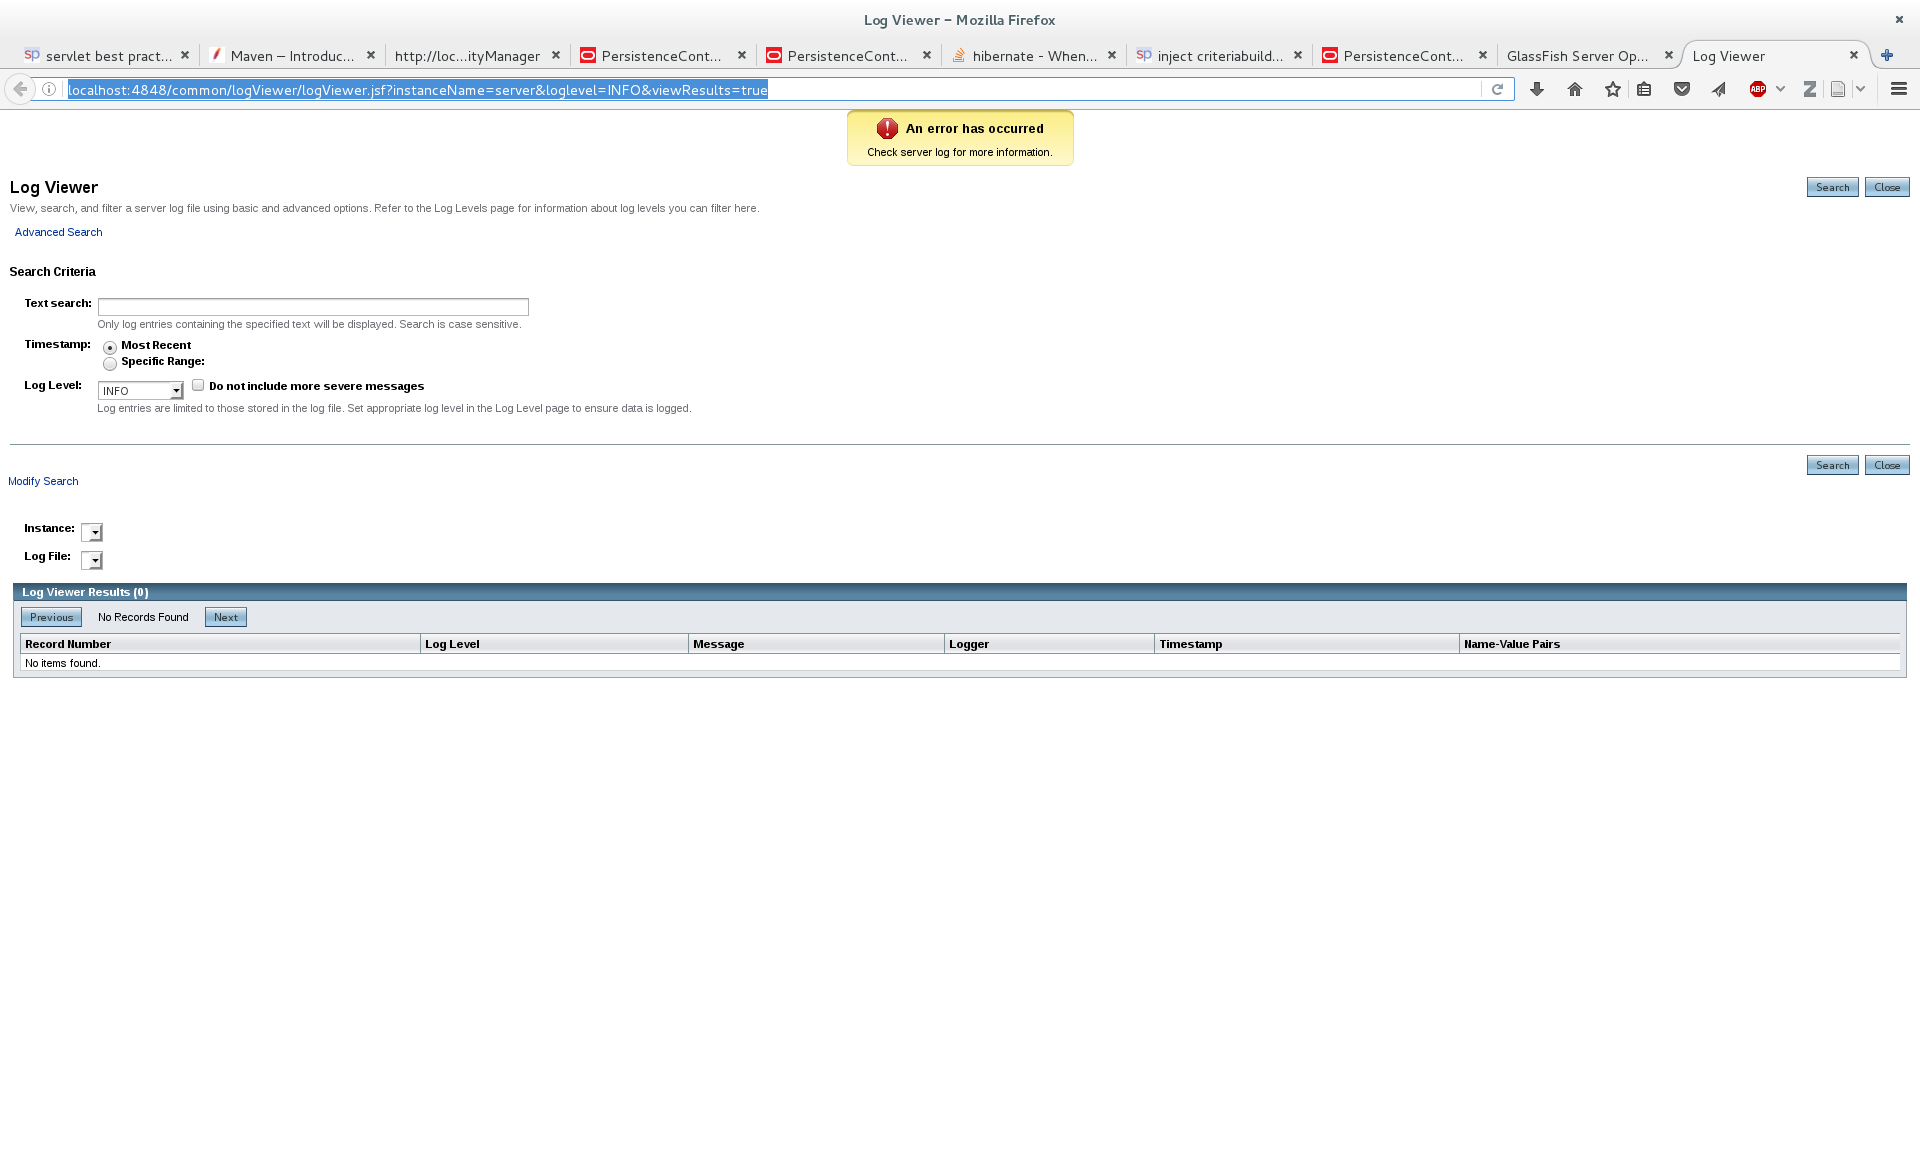 Log Viewer – Mozilla Firefox
servlet best pract...
Maven – Introduc...
http://loc...ityManager
PersistenceCont...
PersistenceCont...
hibernate - When...
inject criteriabuild...
PersistenceCont...
GlassFish Server Op...
Log Viewer
localhost:4848/common/logViewer/logViewer.jsf?instanceName=server&loglevel=INFO&viewResults=true
ABP
An error has occurred
Check server log for more information.
Log Viewer
Search Close
View, search, and filter a server log file using basic and advanced options. Refer to the Log Levels page for information about log levels you can filter here.
Advanced Search
Search Criteria
Text search:
Only log entries containing the specified text will be displayed. Search is case sensitive.
Timestamp: Most Recent
Specific Range:
Log Level: INFO Do not include more severe messages
Log entries are limited to those stored in the log file. Set appropriate log level in the Log Level page to ensure data is logged.
Search Close
Modify Search
Instance:
Log File:
Log Viewer Results (0)
Previous No Records Found Next
Record Number Log Level Message Logger Timestamp Name-Value Pairs
No items found.